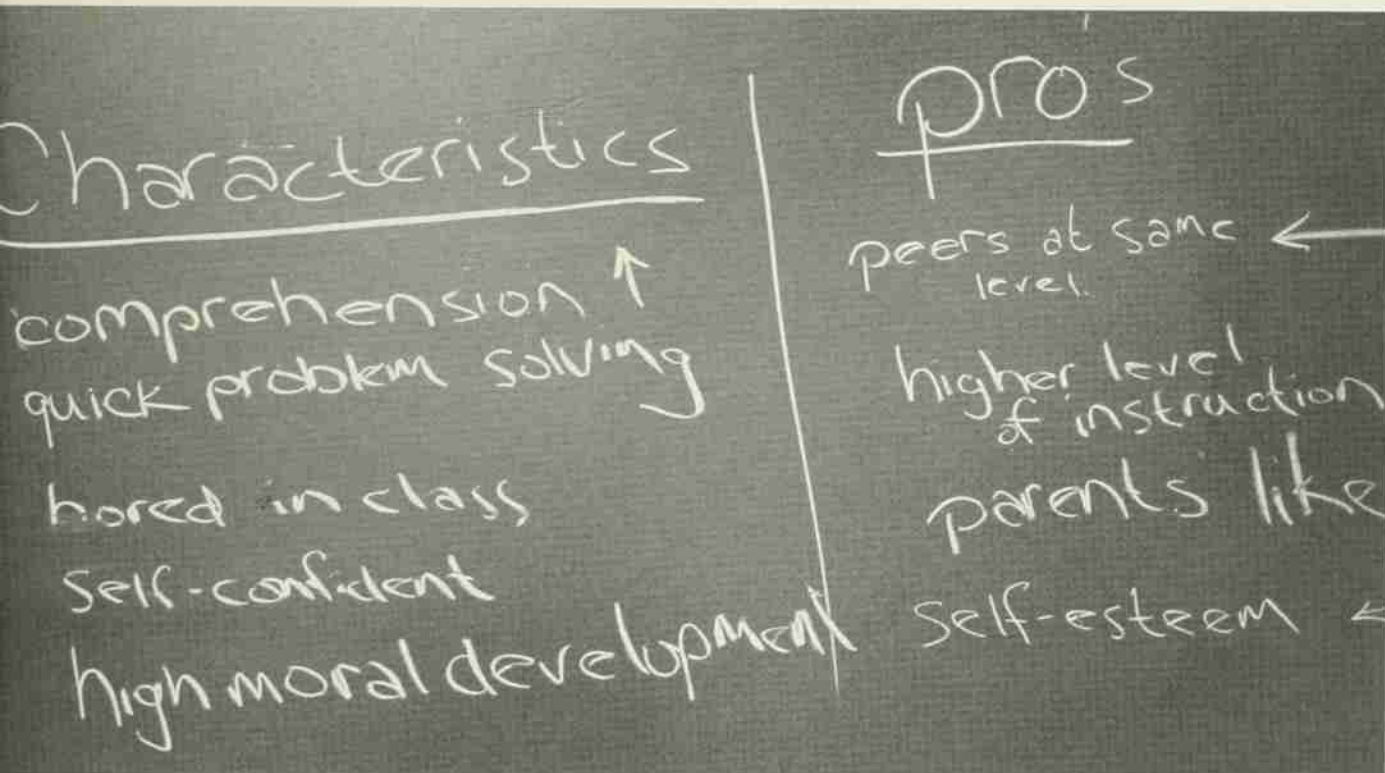 Characteristics
comprehension ↑
quick problem solving
bored in class
self-confident
high moral development
pro's
peers at same ←
level.
higher level
of instruction
parents like
self-esteem ←